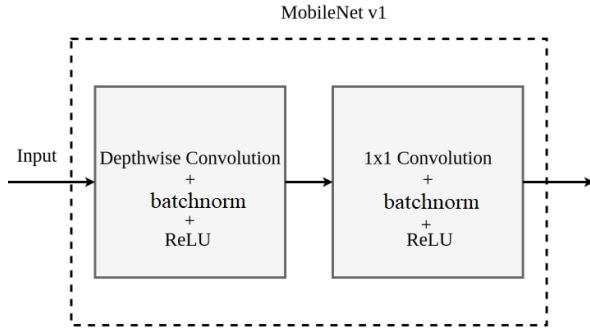 MobileNet v1
Input
Depthwise Convolution
+
batchnorm
+
ReLU
1x1 Convolution
+
batchnorm
+
ReLU